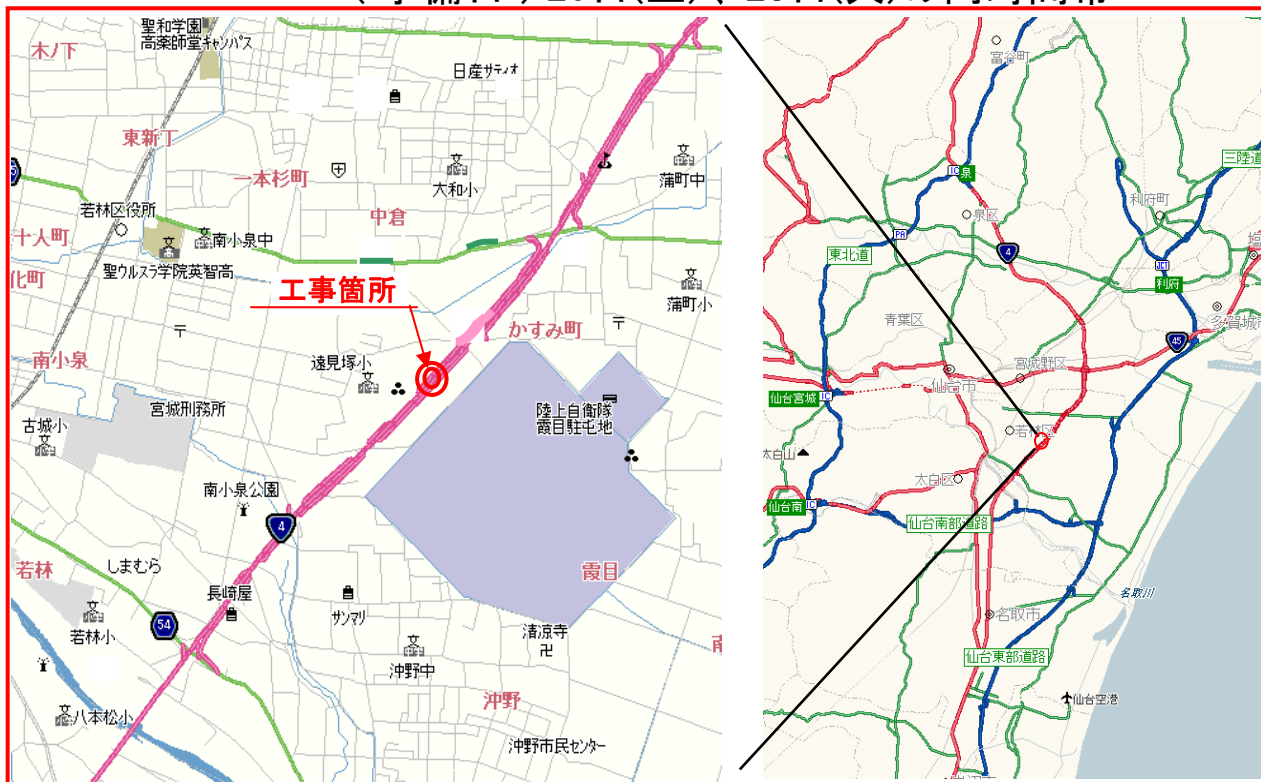 聖和学園
高薬師堂キャンパス
木ノ下
日産サティオ
東新丁
一本杉町
大和小
蒲町中
若林区役所
中倉
十人町
南小泉中
聖ウルスラ学院英智高
化町
工事箇所
蒲町小
かすみ町
南小泉
遠見塚小
宮城刑務所
陸上自衛隊
霞目駐屯地
古城小
南小泉公園
4
若林
しまむら
霞目
長崎屋
サンマリ
54
若林小
清涼寺
沖野中
沖野
八本松小
沖野市民センター
富谷町
三陸道
IC
泉
利府町
泉区
PA
4
東北道
JCT
利府
青葉区
多賀城市
45
宮城野区
仙台市
仙台宮城
IC
若林区
太白山
太白区
仙台南
IC
仙台南部道路
名取川
名取市
仙台東部道路
仙台空港